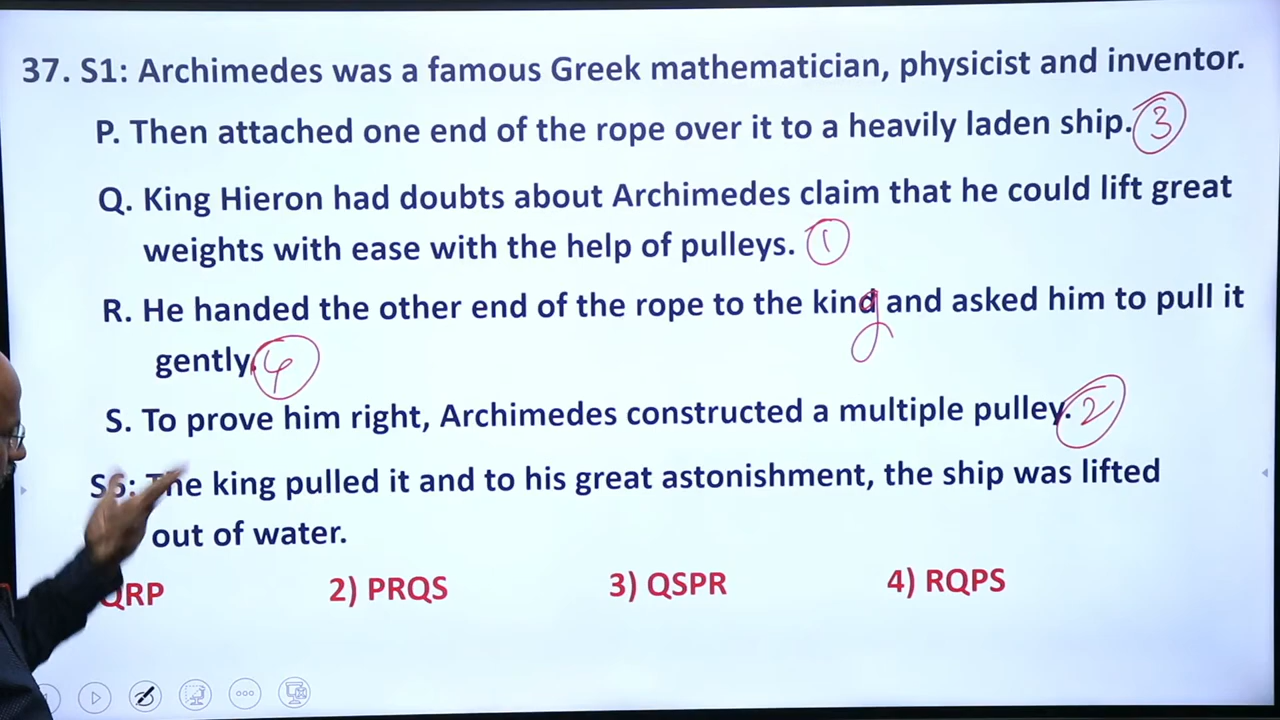 37. S1: Archimedes was a famous Greek mathematician, physicist and inventor.
P. Then attached one end of the rope over it to a heavily laden ship. 3
Q. King Hieron had doubts about Archimedes claim that he could lift great
weights with ease with the help of pulleys. 1
R. He handed the other end of the rope to the king and asked him to pull it
gently. 4
S. To prove him right, Archimedes constructed a multiple pulley. 2
S6: The king pulled it and to his great astonishment, the ship was lifted
out of water.
QRP 2) PRQS 3) QSPR 4) RQPS